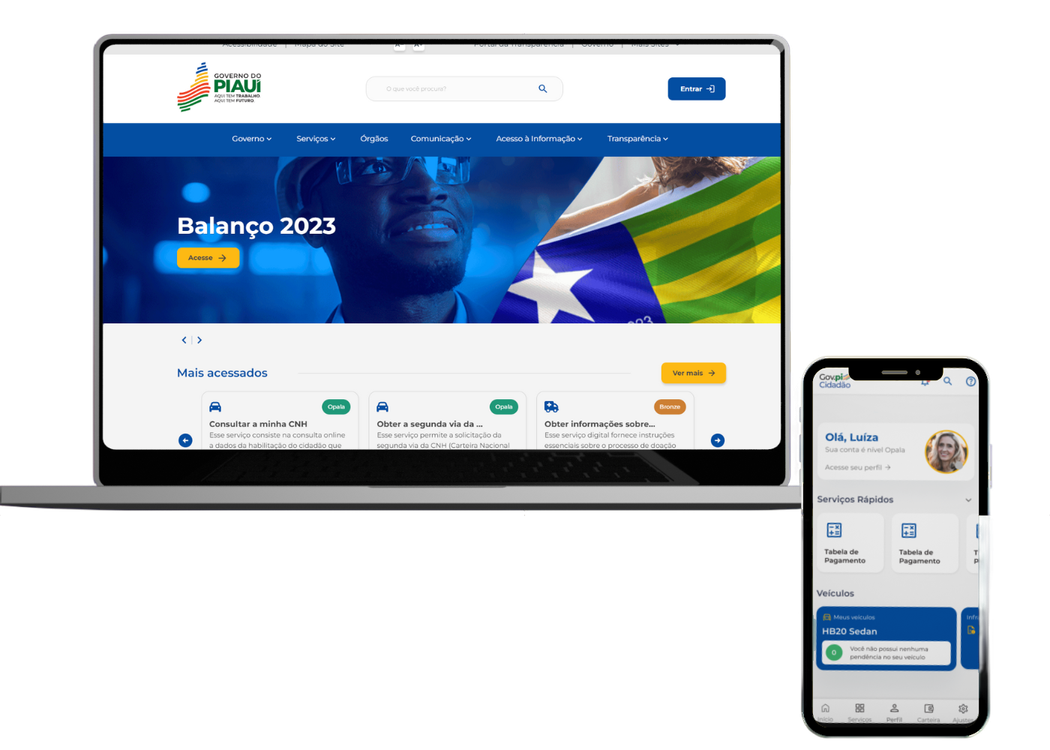 Acessibilidade | Mapa do Site A- A+ Portal da Transparência | Governo | Mais Sites
GOVERNO DO
PIAUÍ
AQUI TEM TRABALHO.
AQUI TEM FUTURO.
O que você procura?
Entrar
Governo Serviços Órgãos Comunicação Acesso à Informação Transparência
Balanço 2023
Acesse
2023
Mais acessados
Ver mais
Opala
Consultar a minha CNH
Esse serviço consiste na consulta online
a dados da habilitação do cidadão que
Opala
Obter a segunda via da ...
Esse serviço permite a solicitação da
segunda via da CNH (Carteira Nacional
Bronze
Obter informações sobre...
Esse serviço digital fornece instruções
essenciais sobre o processo de doação
Gov.pi
Cidadão
Olá, Luíza
Sua conta é nível Opala
Acesse seu perfil
Serviços Rápidos
Tabela de
Pagamento
Tabela de
Pagamento
T
P
Veículos
Meus veículos
HB20 Sedan
0
Você não possui nenhuma
pendência no seu veículo
Infra
Início Serviços Perfil Carteira Ajustes